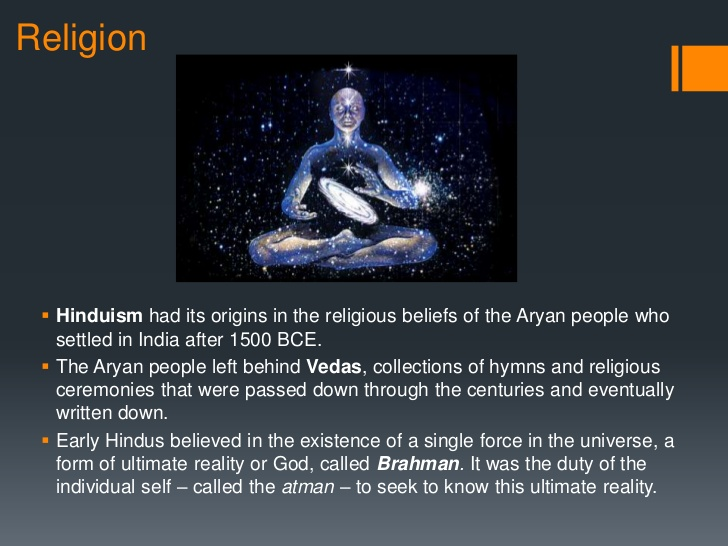 Religion
▪ Hinduism had its origins in the religious beliefs of the Aryan people who
settled in India after 1500 BCE.
▪ The Aryan people left behind Vedas, collections of hymns and religious
ceremonies that were passed down through the centuries and eventually
written down.
▪ Early Hindus believed in the existence of a single force in the universe, a
form of ultimate reality or God, called Brahman. It was the duty of the
individual self – called the atman – to seek to know this ultimate reality.